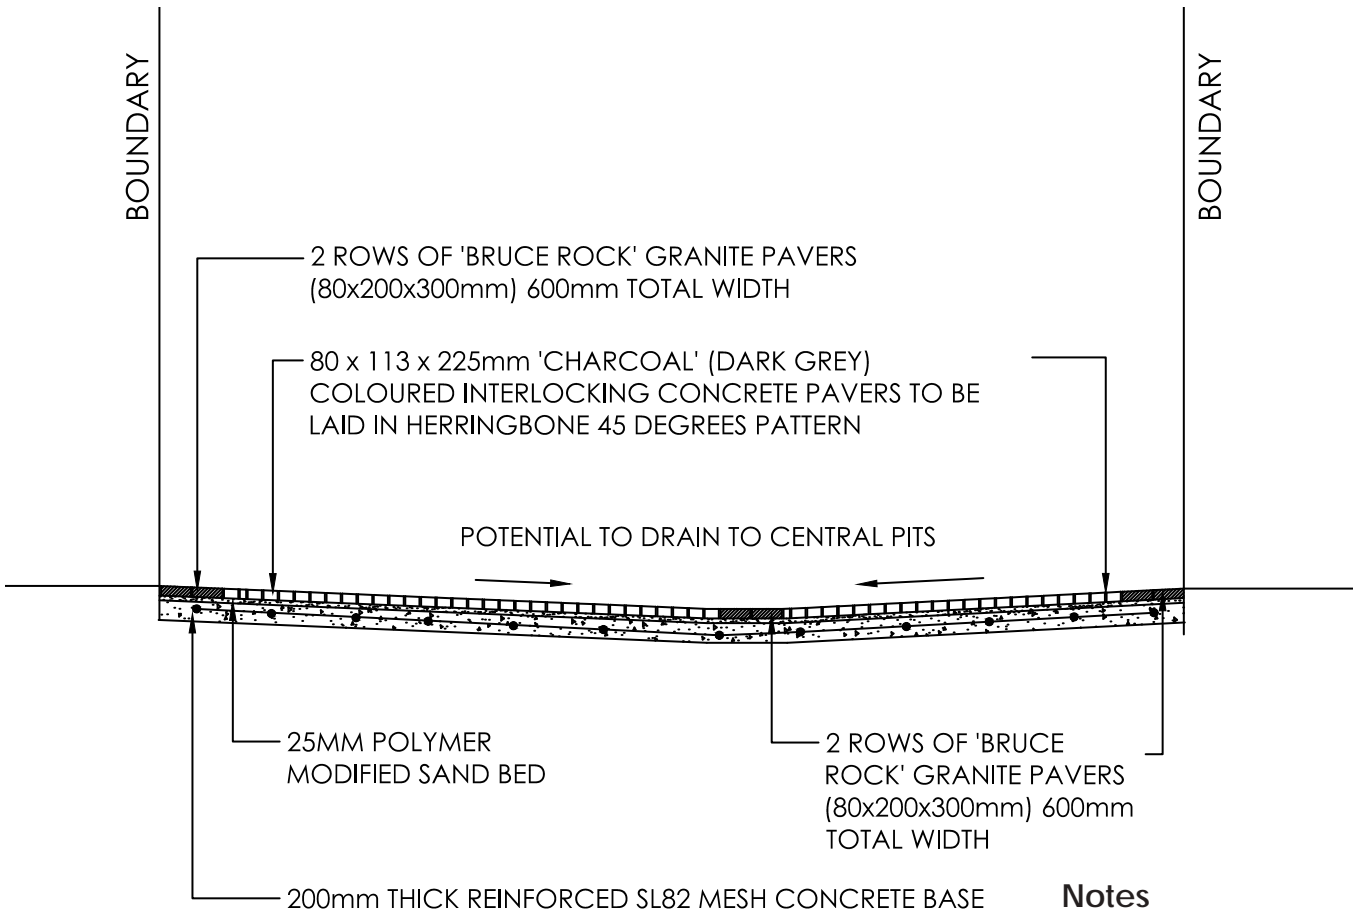 BOUNDARY
BOUNDARY
2 ROWS OF 'BRUCE ROCK' GRANITE PAVERS
(80x200x300mm) 600mm TOTAL WIDTH
80 x 113 x 225mm 'CHARCOAL' (DARK GREY)
COLOURED INTERLOCKING CONCRETE PAVERS TO BE
LAID IN HERRINGBONE 45 DEGREES PATTERN
POTENTIAL TO DRAIN TO CENTRAL PITS
25MM POLYMER
MODIFIED SAND BED
2 ROWS OF 'BRUCE
ROCK' GRANITE PAVERS
(80x200x300mm) 600mm
TOTAL WIDTH
200mm THICK REINFORCED SL82 MESH CONCRETE BASE
Notes